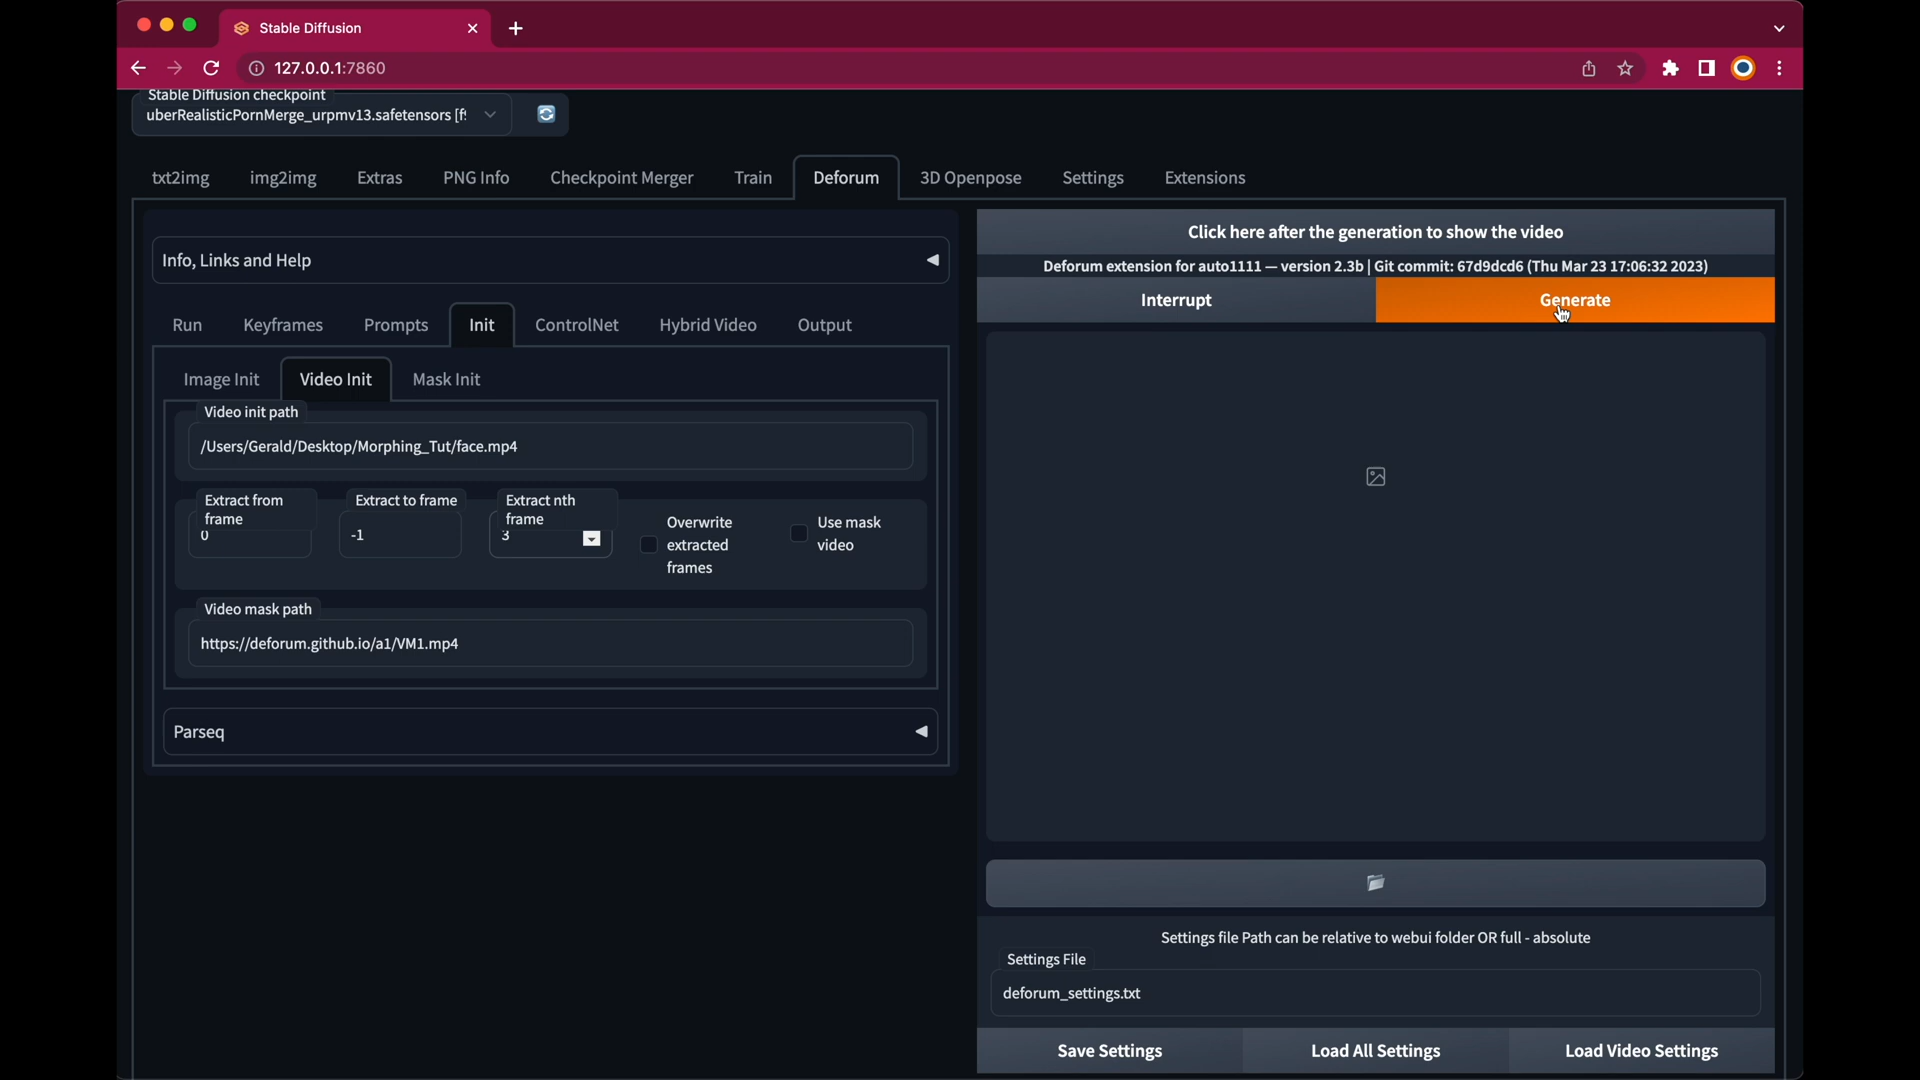 Stable Diffusion
127.0.0.1:7860
Stable Diffusion checkpoint
uberRealisticPornMerge_urpmv13.safetensors [f
txt2img img2img Extras PNG Info Checkpoint Merger Train Deforum 3D Openpose Settings Extensions
Info, Links and Help
Run Keyframes Prompts Init ControlNet Hybrid Video Output
Image Init Video Init Mask Init
Video init path
/Users/Gerald/Desktop/Morphing_Tut/face.mp4
Extract from frame
0
Extract to frame
-1
Extract nth frame
3
Overwrite extracted frames
Use mask video
Video mask path
https://deforum.github.io/a1/VM1.mp4
Parseq
Click here after the generation to show the video
Deforum extension for auto1111 — version 2.3b | Git commit: 67d9dcd6 (Thu Mar 23 17:06:32 2023)
Interrupt Generate
Settings file Path can be relative to webui folder OR full - absolute
Settings File
deforum_settings.txt
Save Settings Load All Settings Load Video Settings